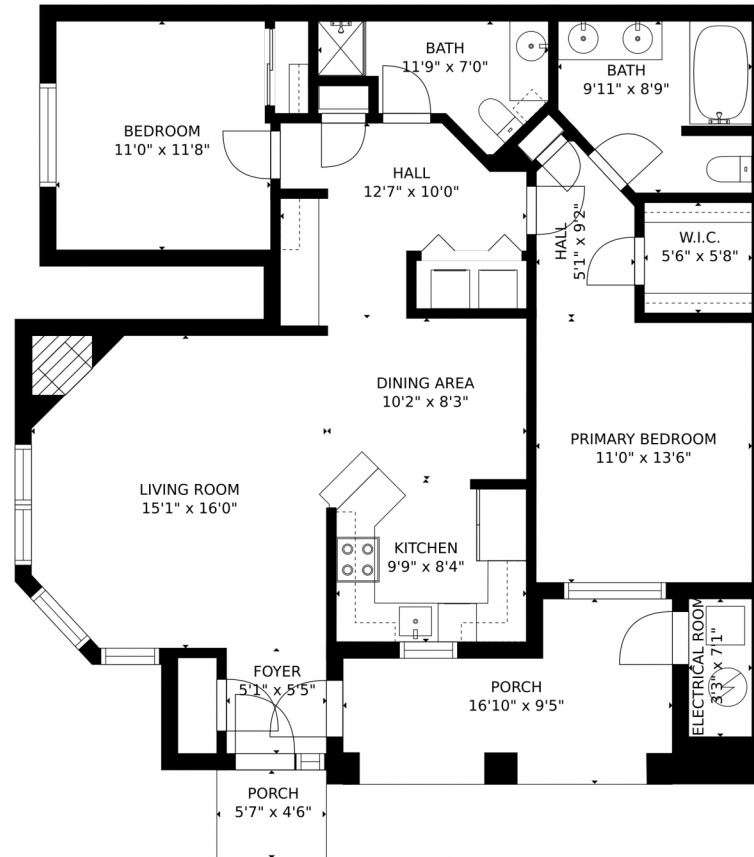 BATH
11'9" x 7'0"
BATH
9'11" x 8'9"
BEDROOM
11'0" x 11'8"
HALL
12'7" x 10'0"
HALL
5'1" x 9'2"
W.I.C.
5'6" x 5'8"
DINING AREA
10'2" x 8'3"
PRIMARY BEDROOM
11'0" x 13'6"
LIVING ROOM
15'1" x 16'0"
KITCHEN
9'9" x 8'4"
FOYER
5'1" x 5'5"
PORCH
16'10" x 9'5"
ELECTRICAL ROOM
3'3" x 7'1"
PORCH
5'7" x 4'6"